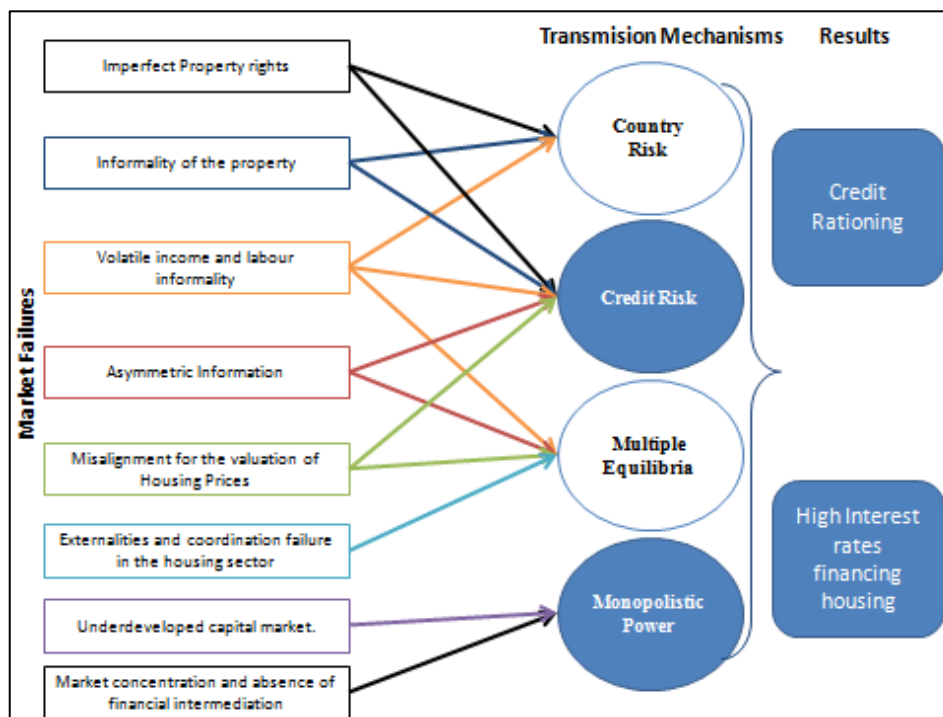 Transmision Mechanisms
Results
Market Failures
Imperfect Property rights
Informality of the property
Volatile income and labour
informality
Asymmetric Information
Misalignment for the valuation of
Housing Prices
Externalities and coordination failure
in the housing sector
Underdeveloped capital market.
Market concentration and absence of
financial intermediation
Country
Risk
Credit Risk
Multiple
Equilibria
Monopolistic
Power
Credit
Rationing
High Interest
rates
financing
housing